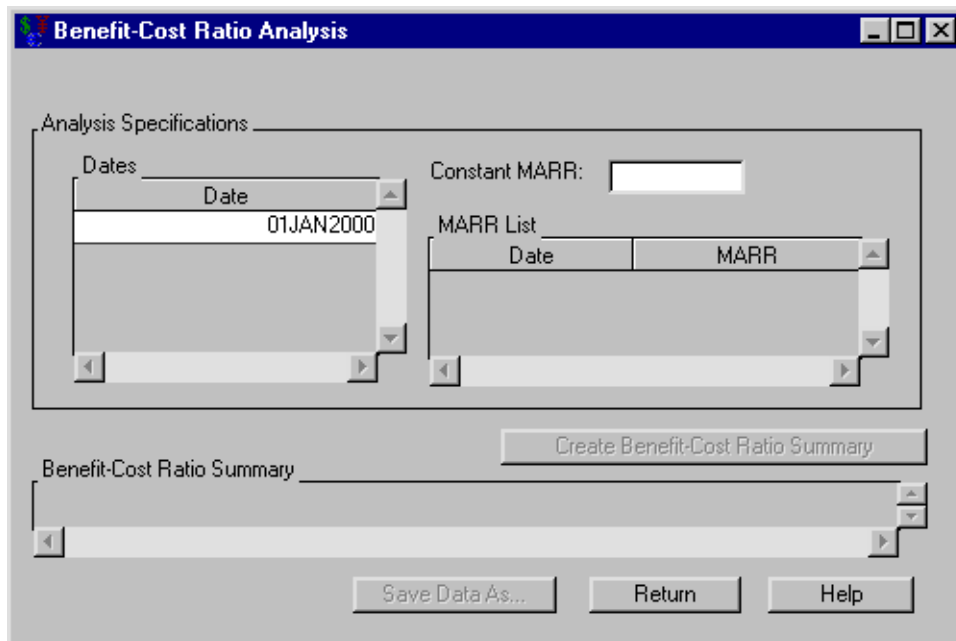 Benefit-Cost Ratio Analysis
Analysis Specifications
Dates
Date
01JAN2000
Constant MARR:
MARR List
Date MARR
Create Benefit-Cost Ratio Summary
Benefit-Cost Ratio Summary
Save Data As... Return Help